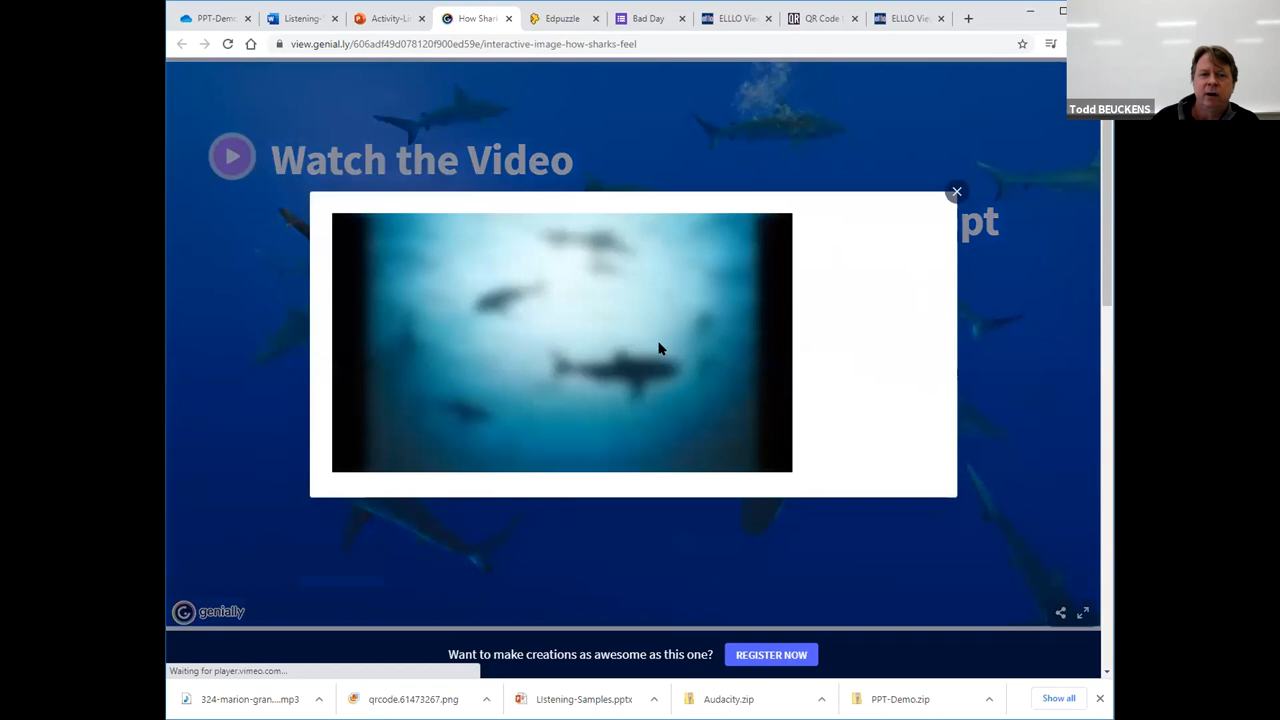 PPT-Demo
Listening-
Activity-Li
How Shar
Edpuzzle
Bad Day
ELLLO Vie
QR Code
ELLLO Vie
view.genial.ly/606adf49d078120f900ed59e/interactive-image-how-sharks-feel
Todd BEUCKENS
Watch the Video
pt
genially
Want to make creations as awesome as this one?
REGISTER NOW
Waiting for player.vimeo.com...
324-marion-gran....mp3
qrcode.61473267.png
Listening-Samples.pptx
Audacity.zip
PPT-Demo.zip
Show all